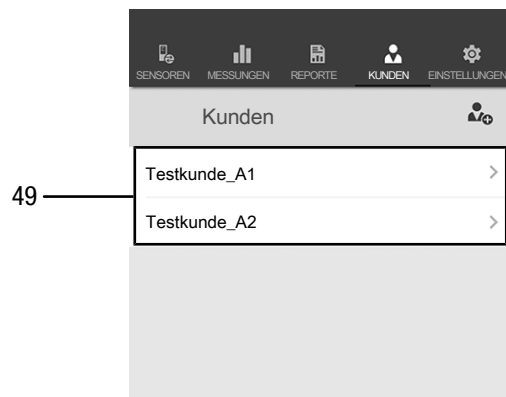 SENSOREN MESSUNGEN REPORTE KUNDEN EINSTELLUNGEN
Kunden
Testkunde_A1
49
Testkunde_A2